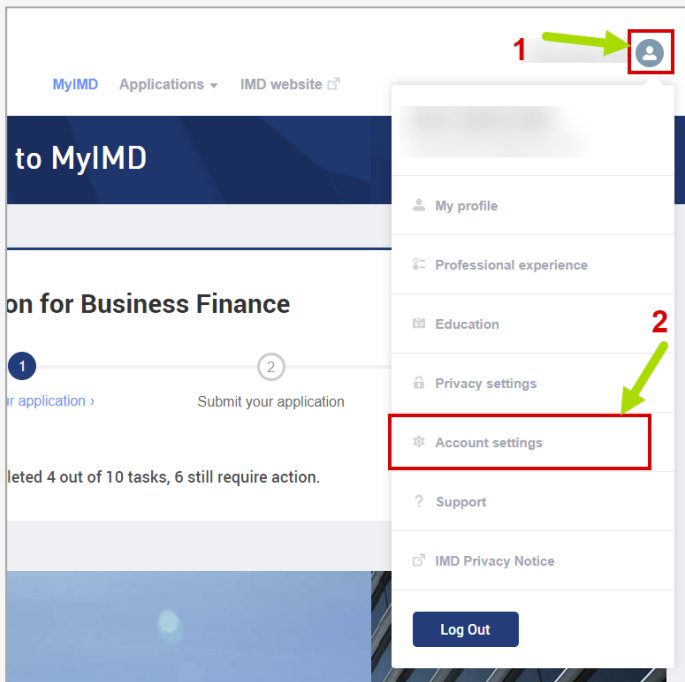 1
MyIMD Applications IMD website
to MyIMD
My profile
Professional experience
on for Business Finance
Education
2
1
2
Privacy settings
ur application ›
Submit your application
Account settings
leted 4 out of 10 tasks, 6 still require action.
? Support
IMD Privacy Notice
Log Out